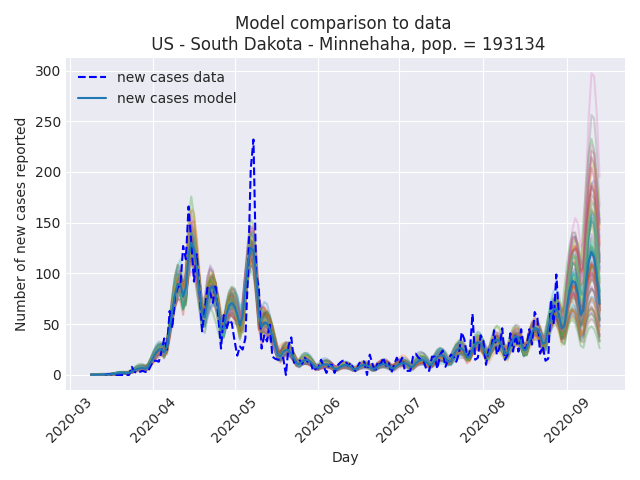 Model comparison to data
US - South Dakota - Minnehaha, pop. = 193134
new cases data
new cases model
Number of new cases reported
300
250
200
150
100
50
0
2020-03
2020-04
2020-05
2020-06
2020-07
2020-08
2020-09
Day